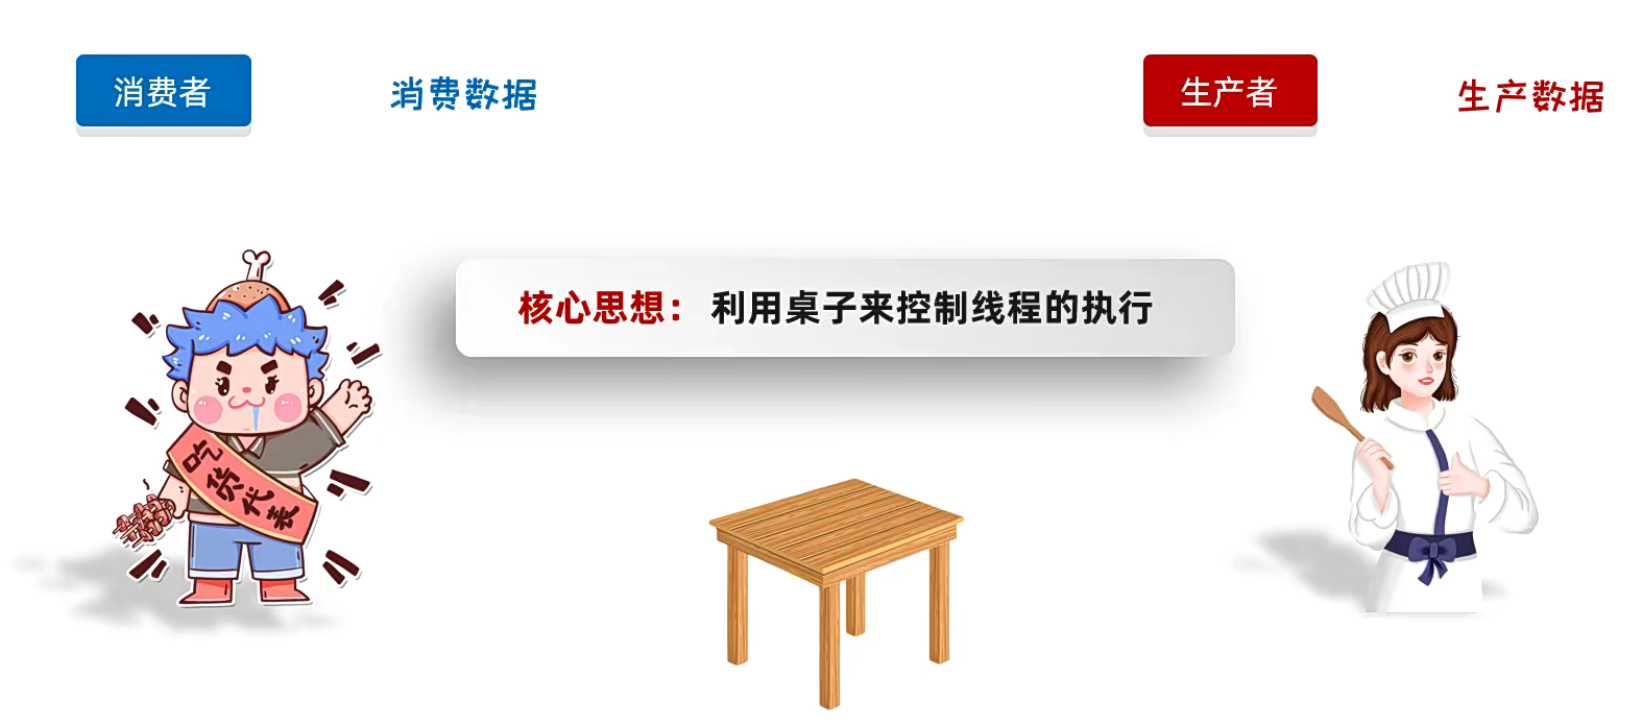 消费者
消费数据
生产者
生产数据
核心思想：利用桌子来控制线程的执行
吃货代表